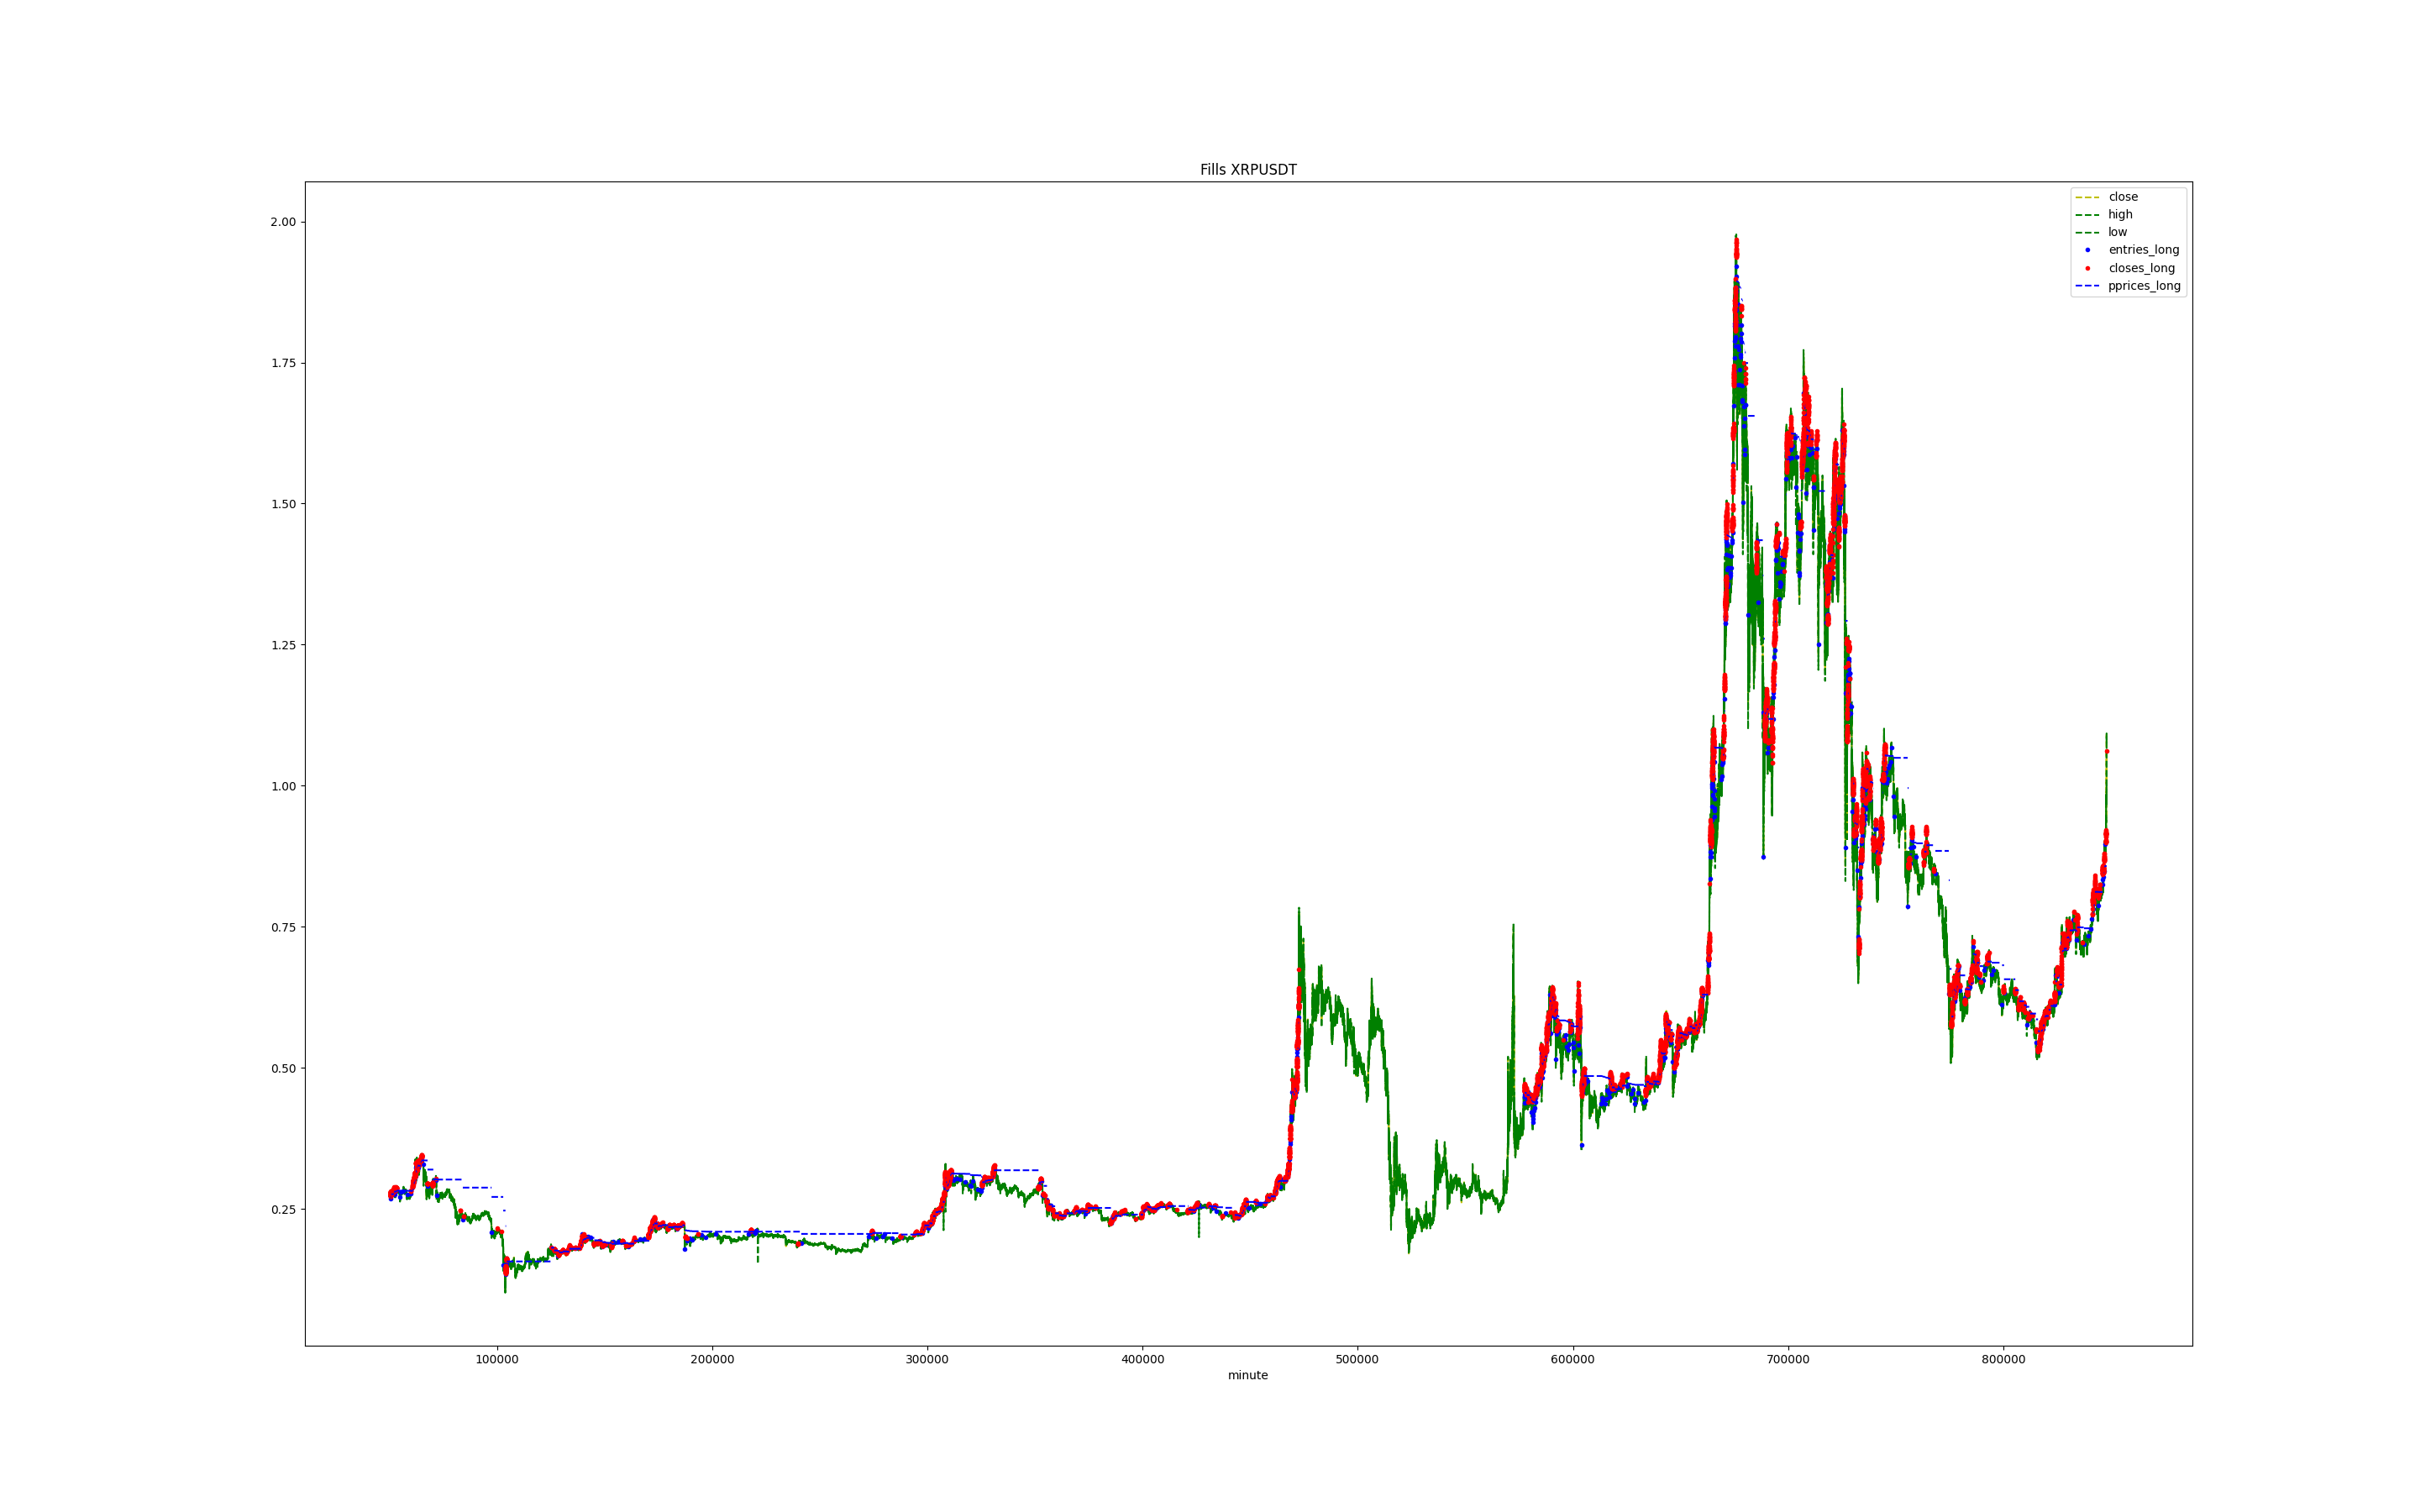 Fills XRPUSDT
2.00
1.75
1.50
1.25
1.00
0.75
0.50
0.25
close
high
low
entries_long
closes_long
pprices_long
100000 200000 300000 400000 500000 600000 700000 800000
minute